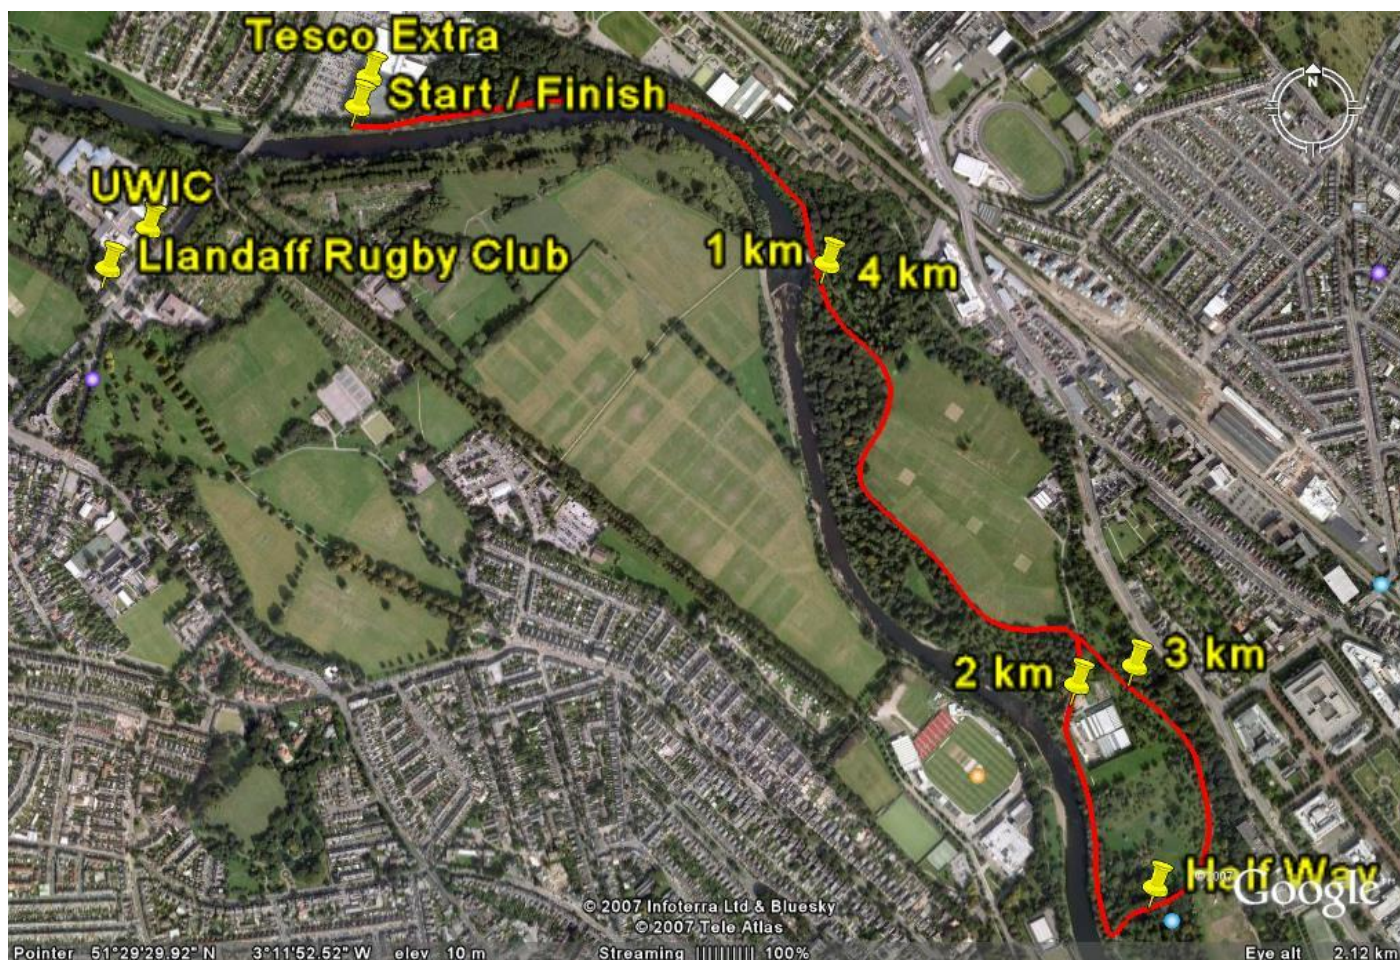 Tesco Extra
Start / Finish
N
UWIC
Llandaff Rugby Club
1 km
4 km
2 km
3 km
Half Way
© 2007
Google
© 2007 Infoterra Ltd & Bluesky
© 2007 Tele Atlas
Pointer 51°29'29.92" N 3°11'52.52" W elev 10 m Streaming |||||||||| 100% Eye alt 2.12 km